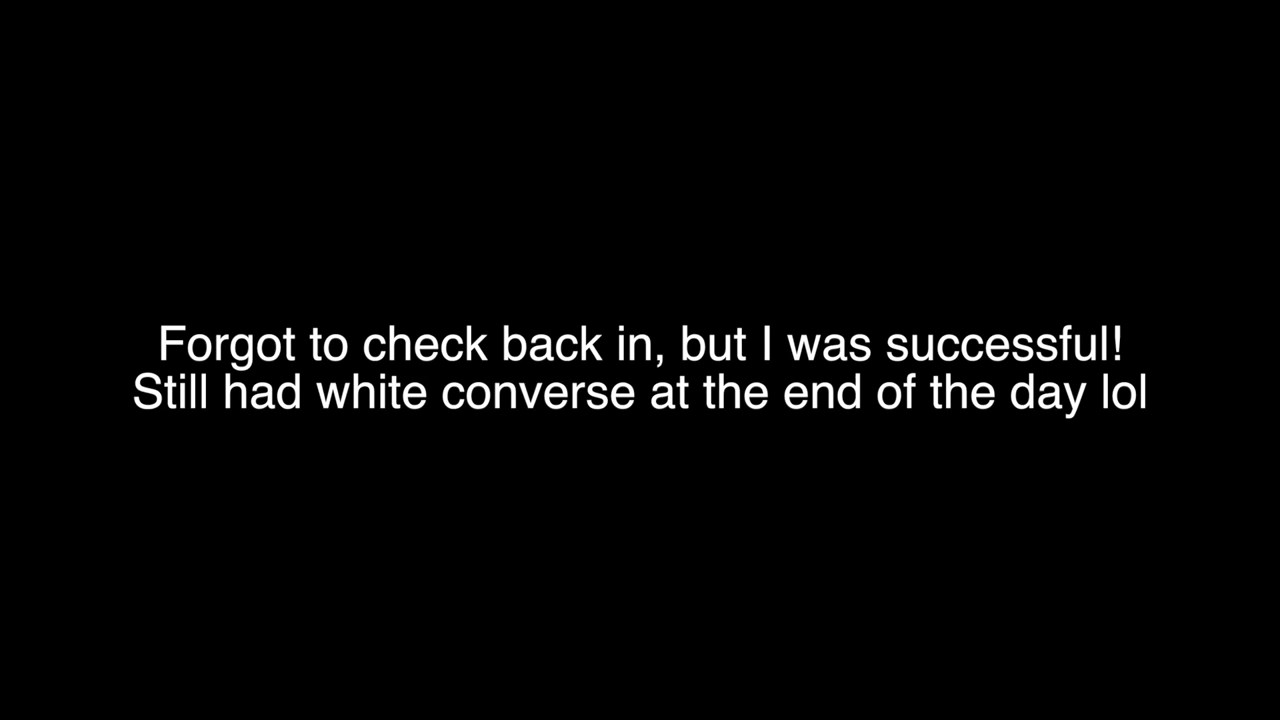 Forgot to check back in, but I was successful!
Still had white converse at the end of the day lol